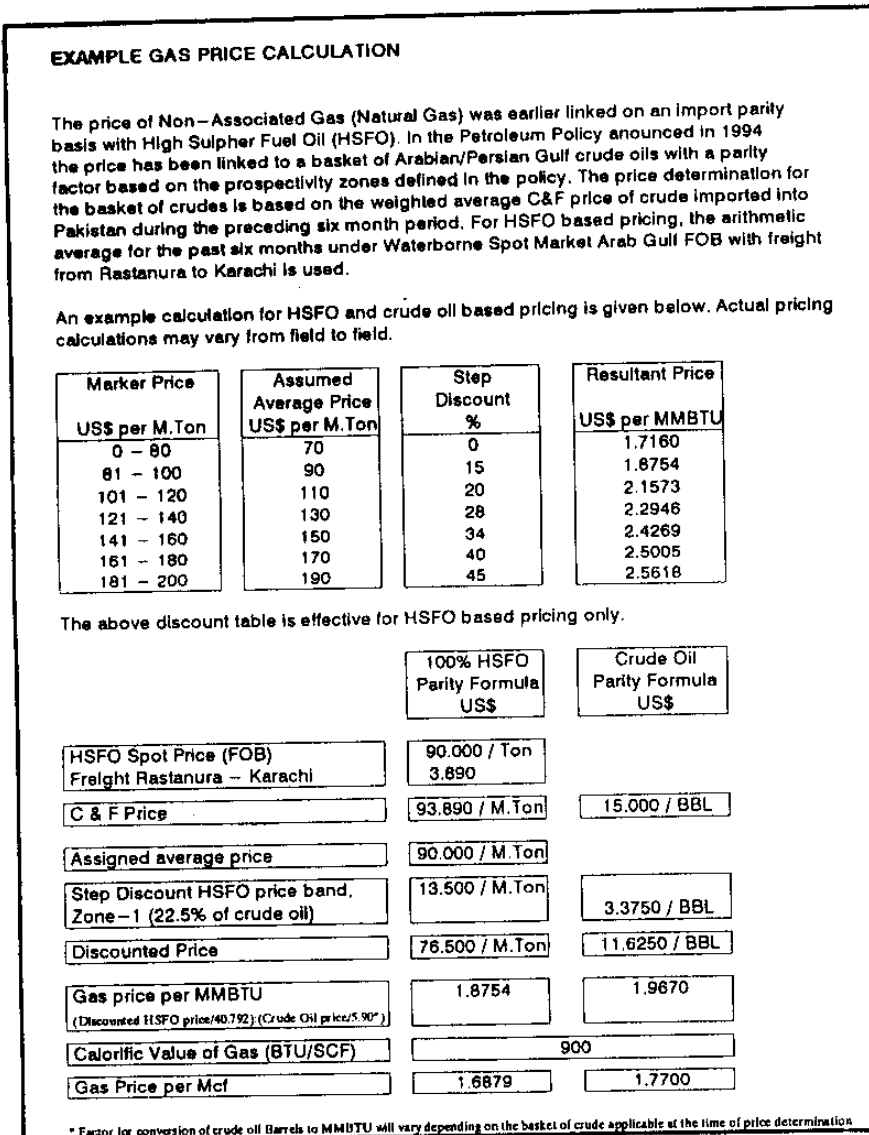 EXAMPLE GAS PRICE CALCULATION
The price of Non-Associated Gas (Natural Gas) was earlier linked on an import parity
basis with High Sulpher Fuel Oil (HSFO). In the Petroleum Policy anounced in 1994
the price has been linked to a basket of Arabian/Persian Gulf crude oils with a parity
factor based on the prospectivity zones defined in the policy. The price determination for
the basket of crudes is based on the weighted average C&F price of crude imported into
Pakistan during the preceding six month period. For HSFO based pricing, the arithmetic
average for the past six months under Waterborne Spot Market Arab Gulf FOB with freight
from Rastanura to Karachi is used.
An example calculation for HSFO and crude oil based pricing is given below. Actual pricing
calculations may vary from field to field.
Marker Price Assumed Step Resultant Price
Average Price Discount
US$ per M.Ton US$ per M.Ton % US$ per MMBTU
0 - 80 70 0 1.7160
81 - 100 90 15 1.8754
101 - 120 110 20 2.1573
121 - 140 130 28 2.2946
141 - 160 150 34 2.4269
161 - 180 170 40 2.5005
181 - 200 190 45 2.5618
The above discount table is effective for HSFO based pricing only.
100% HSFO Crude Oil
Parity Formula Parity Formula
US$ US$
HSFO Spot Price (FOB) 90.000 / Ton
Freight Rastanura - Karachi 3.890
C & F Price 93.890 / M.Ton 15.000 / BBL
Assigned average price 90.000 / M.Ton
Step Discount HSFO price band, 13.500 / M.Ton
Zone-1 (22.5% of crude oil) 3.3750 / BBL
Discounted Price 76.500 / M.Ton 11.6250 / BBL
Gas price per MMBTU 1.8754 1.9670
(Discounted HSFO price/40.792):(Crude Oil price/5.90*)
Calorific Value of Gas (BTU/SCF) 900
Gas Price per Mcf 1.6879 1.7700
* Factor for conversion of crude oil Barrels to MMBTU will vary depending on the basket of crude applicable at the time of price determination